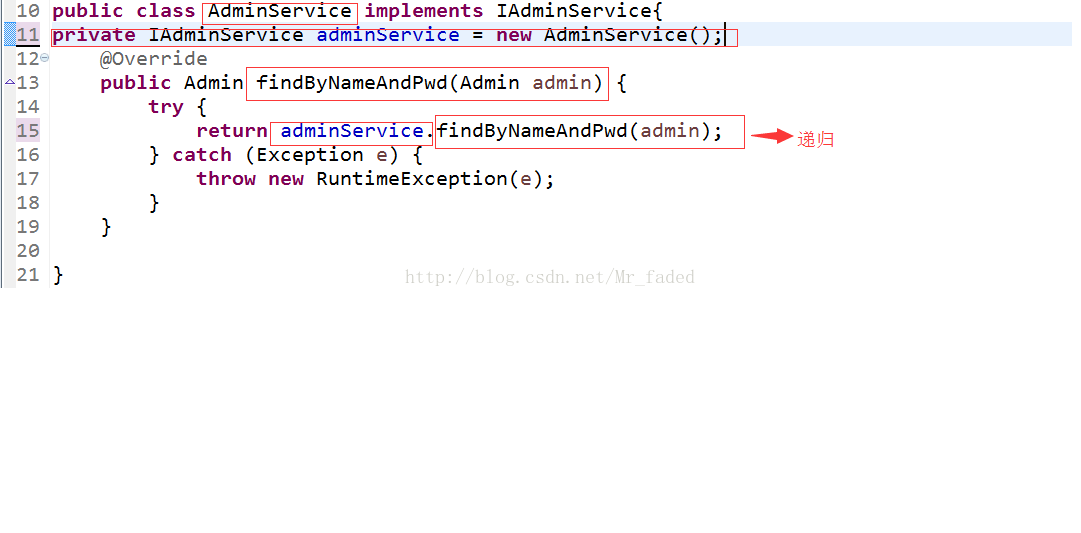 10 public class AdminService implements IAdminService{
11 private IAdminService adminService = new AdminService();
12 @Override
13 public Admin findByNameAndPwd(Admin admin) {
14 try {
15 return adminService.findByNameAndPwd(admin); 递归
16 } catch (Exception e) {
17 throw new RuntimeException(e);
18 }
19 }
20
21 }
http://blog.csdn.net/Mr_faded